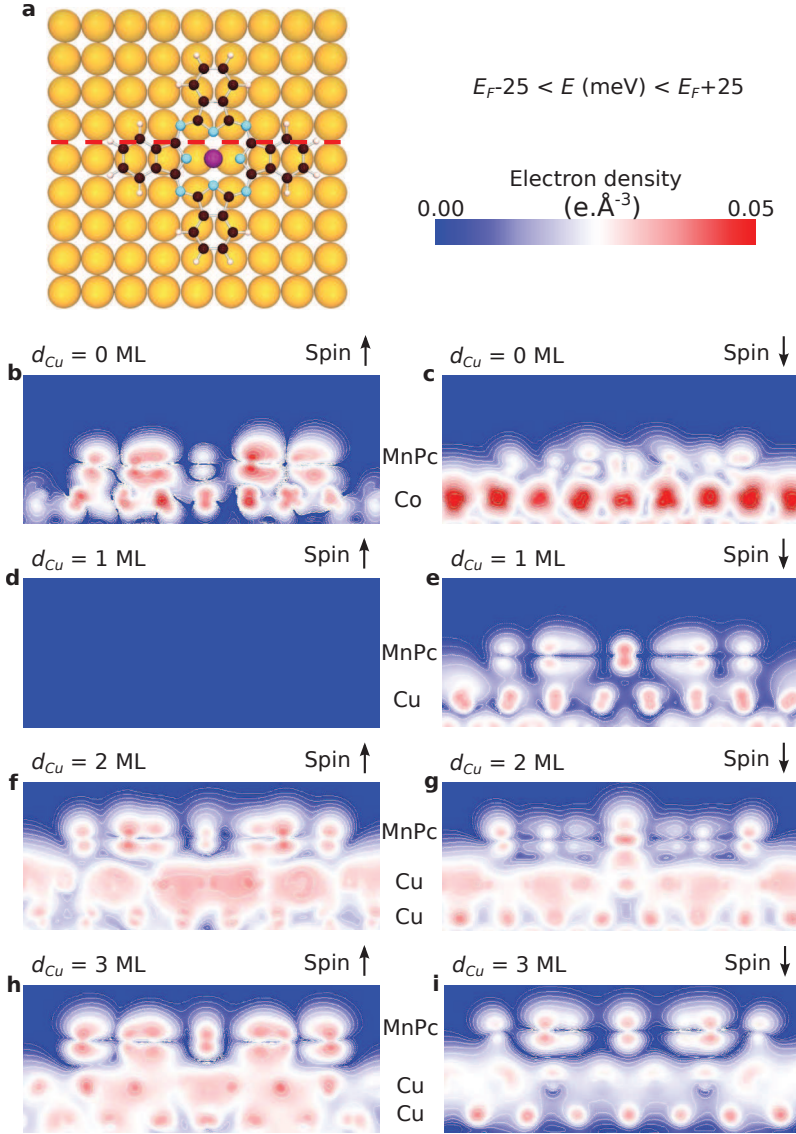 a
E_F-25 < E (meV) < E_F+25
Electron density
(e.Å⁻³)
0.00 0.05
d_Cu = 0 ML Spin ↑
b
d_Cu = 0 ML Spin ↓
c
MnPc
Co
d_Cu = 1 ML Spin ↑
d
d_Cu = 1 ML Spin ↓
e
MnPc
Cu
d_Cu = 2 ML Spin ↑
f
d_Cu = 2 ML Spin ↓
g
MnPc
Cu
Cu
d_Cu = 3 ML Spin ↑
h
d_Cu = 3 ML Spin ↓
i
MnPc
Cu
Cu